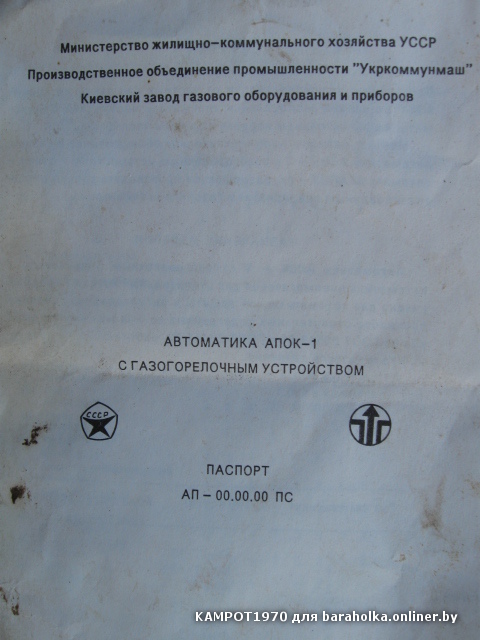 Министерство жилищно-коммунального хозяйства УССР
Производственное объединение промышленности "Укркоммунмаш"
Киевский завод газового оборудования и приборов
АВТОМАТИКА АПОК-1
С ГАЗОГОРЕЛОЧНЫМ УСТРОЙСТВОМ
СССР
ПАСПОРТ
АП - 00.00.00 ПС
KAMPOT1970 для baraholka.onliner.by